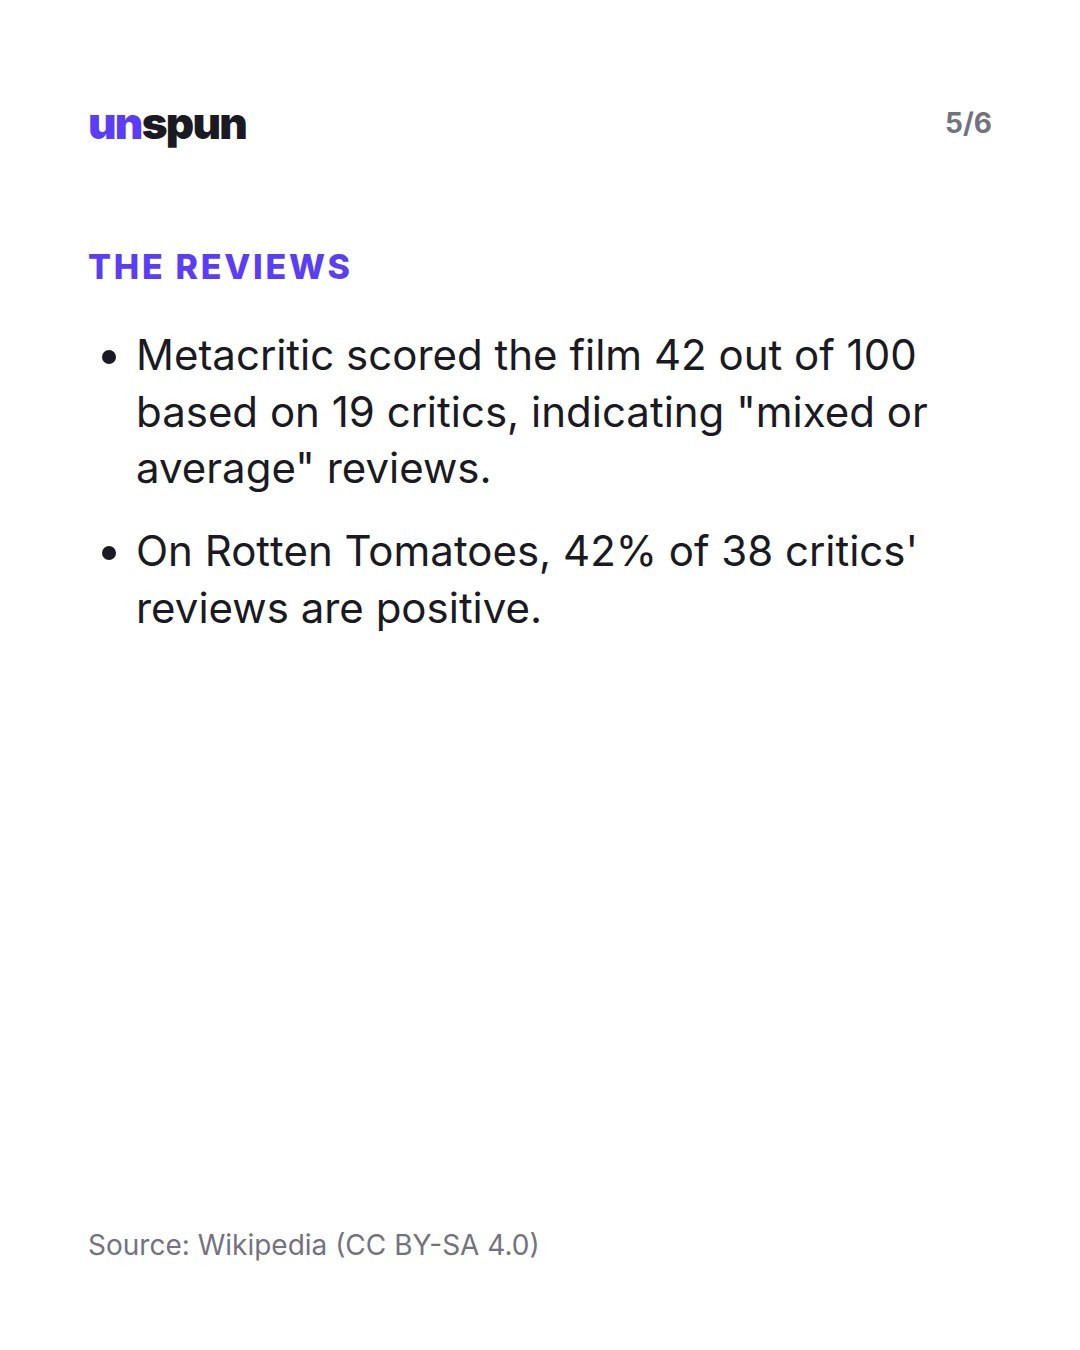 unspun
5/6
THE REVIEWS
• Metacritic scored the film 42 out of 100
based on 19 critics, indicating "mixed or
average" reviews.
• On Rotten Tomatoes, 42% of 38 critics'
reviews are positive.
Source: Wikipedia (CC BY-SA 4.0)